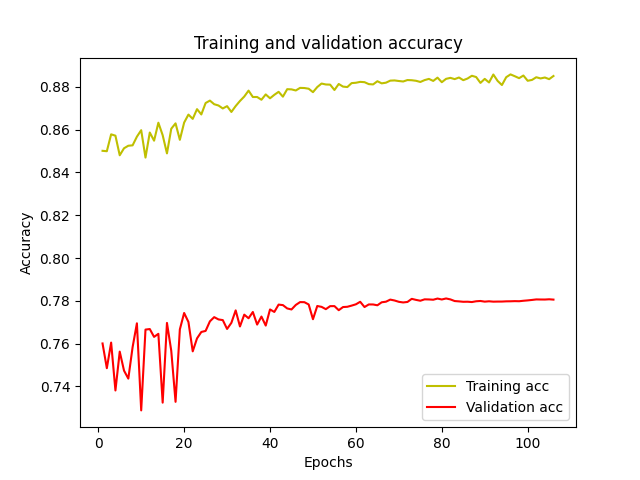 Training and validation accuracy
0.88
0.86
0.84
0.82
0.80
0.78
0.76
0.74
Accuracy
Training acc
Validation acc
0 20 40 60 80 100
Epochs